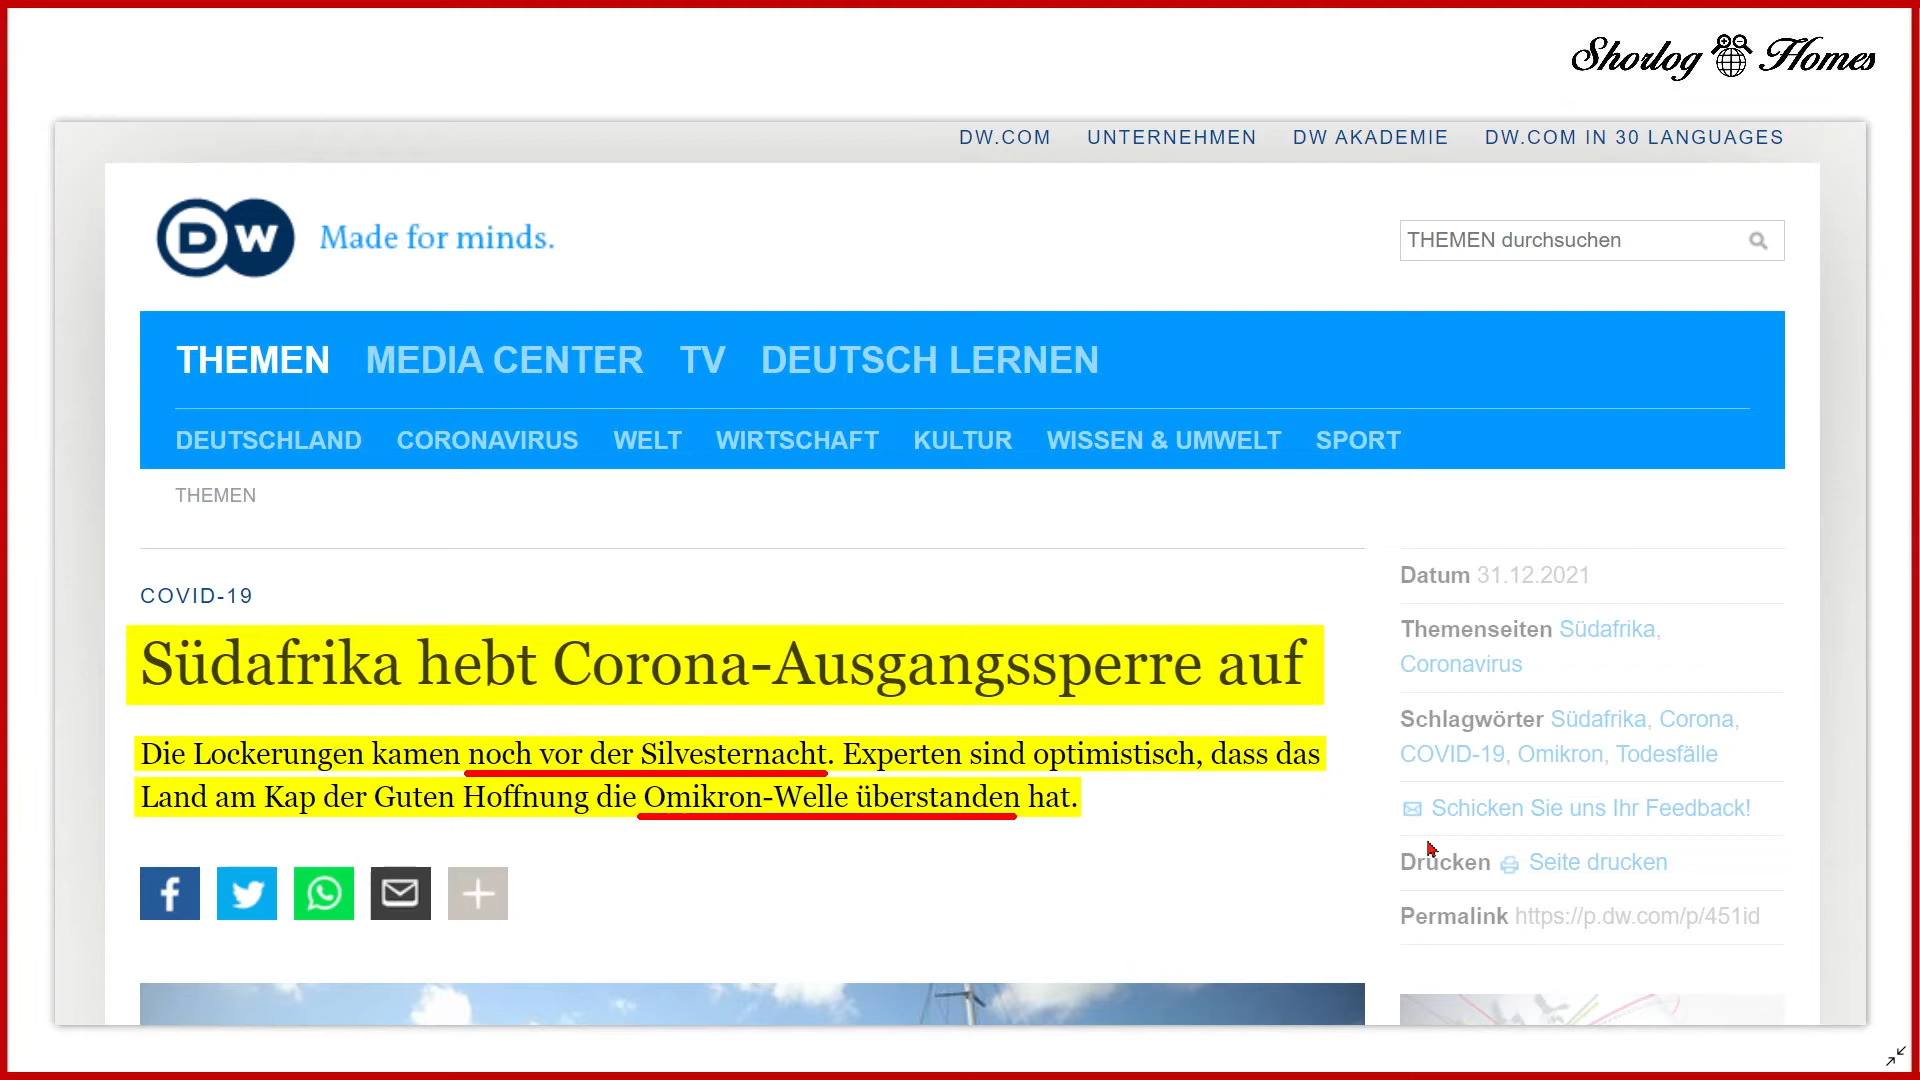 Shorlog Homes
DW.COM UNTERNEHMEN DW AKADEMIE DW.COM IN 30 LANGUAGES
DW Made for minds.
THEMEN durchsuchen
THEMEN MEDIA CENTER TV DEUTSCH LERNEN
DEUTSCHLAND CORONAVIRUS WELT WIRTSCHAFT KULTUR WISSEN & UMWELT SPORT
THEMEN
COVID-19
Südafrika hebt Corona-Ausgangssperre auf
Die Lockerungen kamen noch vor der Silvesternacht. Experten sind optimistisch, dass das
Land am Kap der Guten Hoffnung die Omikron-Welle überstanden hat.
Datum 31.12.2021
Themenseiten Südafrika,
Coronavirus
Schlagwörter Südafrika, Corona,
COVID-19, Omikron, Todesfälle
Schicken Sie uns Ihr Feedback!
Drucken Seite drucken
Permalink https://p.dw.com/p/451id